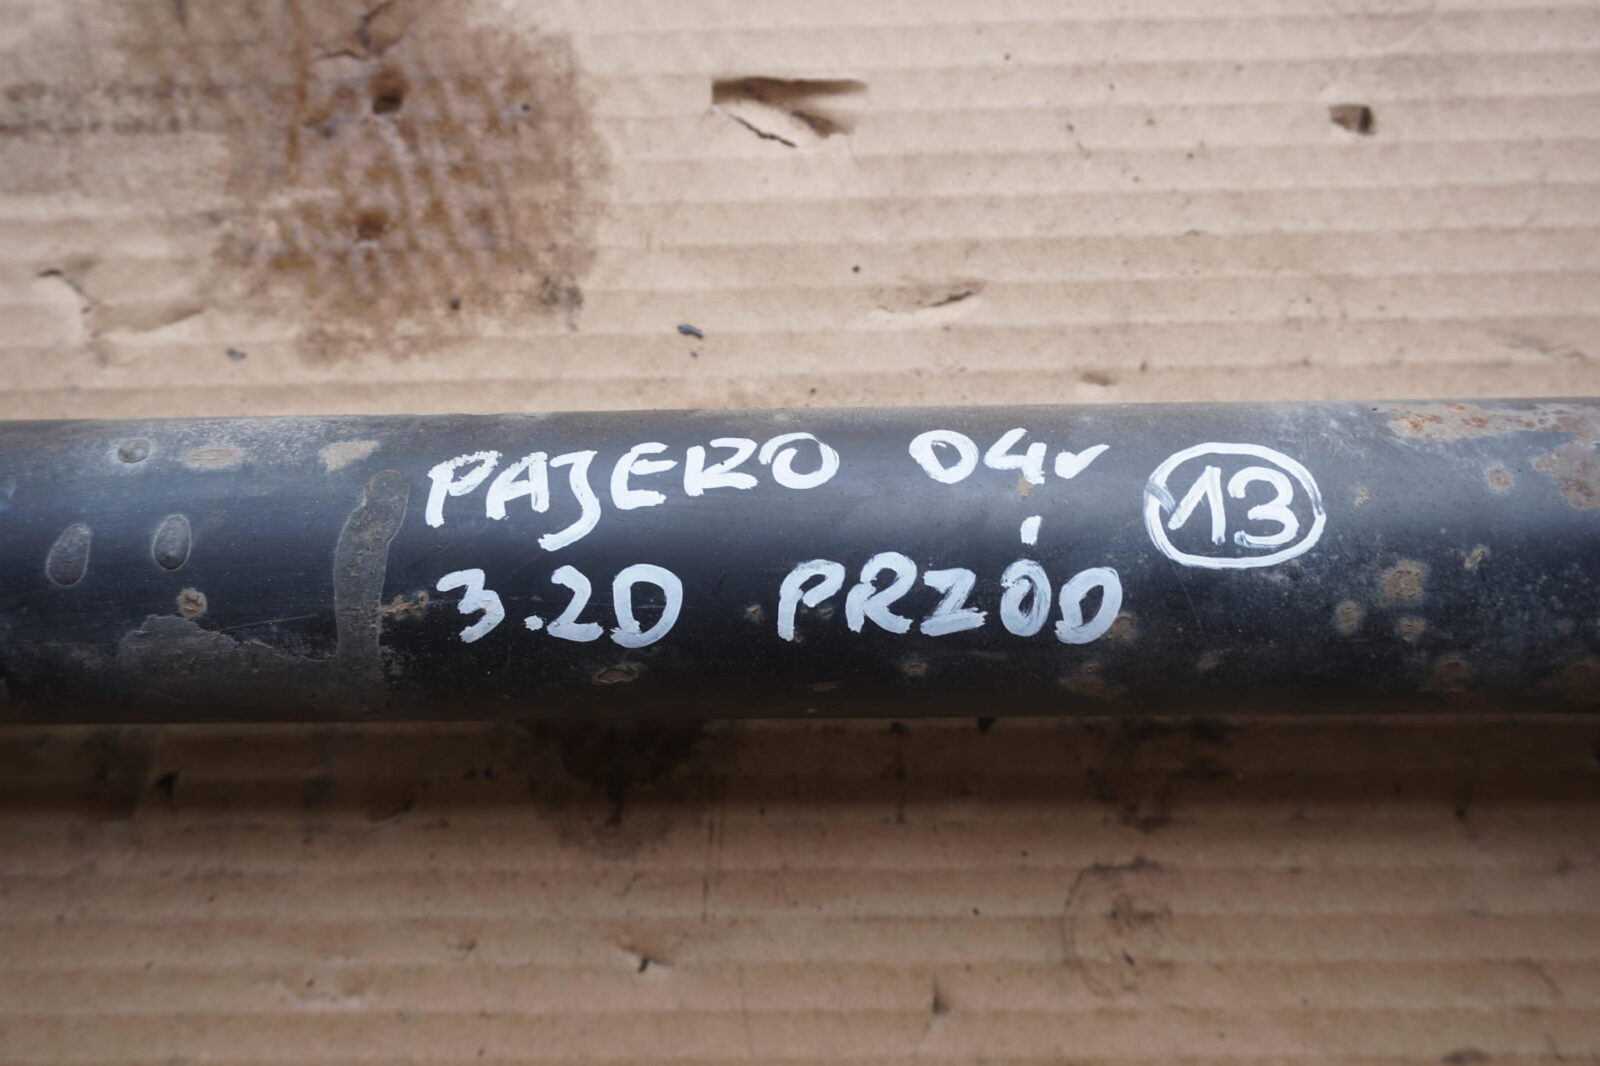 PAJERO 04r 13
3.2D PRZÓD